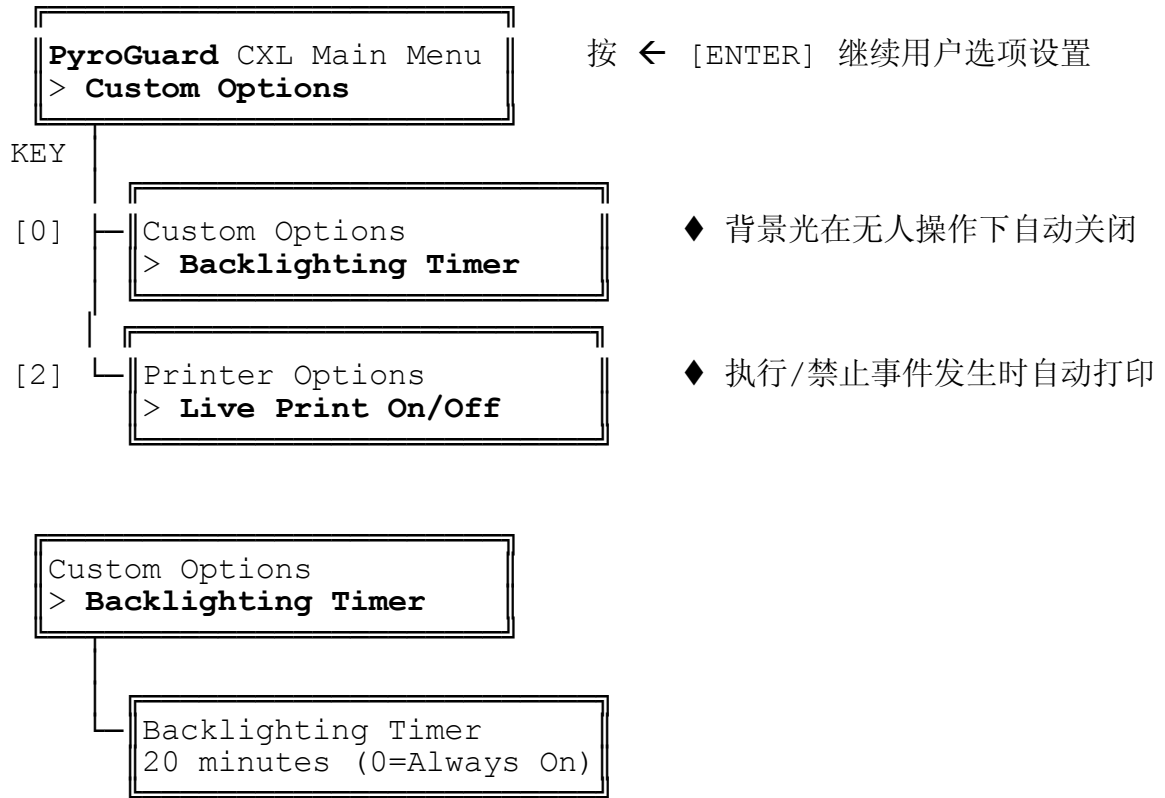 PyroGuard CXL Main Menu 按 ← [ENTER] 继续用户选项设置
> Custom Options
KEY
[0] Custom Options ♦ 背景光在无人操作下自动关闭
> Backlighting Timer
[2] Printer Options ♦ 执行/禁止事件发生时自动打印
> Live Print On/Off
Custom Options
> Backlighting Timer
Backlighting Timer
20 minutes (0=Always On)